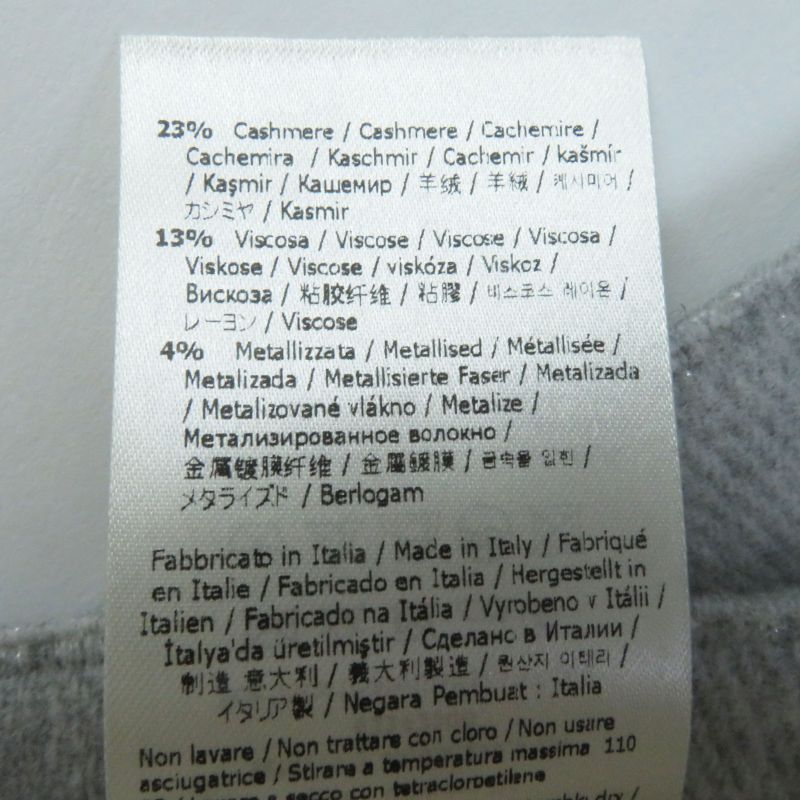 23% Cashmere / Cashmere / Cachemire /
Cachemira / Kaschmir / Cachemir / kašmír
/ Kaşmir / Кашемир / 羊绒 / 羊絨 / 케시미어 /
カシミヤ / Kasmir
13% Viscosa / Viscose / Viscose / Viscosa /
Viskose / Viscose / viskóza / Viskoz /
Вискоза / 粘胶纤维 / 粘膠 / 비스코스 레이온 /
レーヨン / Viscose
4% Metallizzata / Metallised / Métallisée /
Metalizada / Metallisierte Faser / Metalizada
/ Metalizované vlákno / Metalize /
Метализированное волокно /
金属镀膜纤维 / 金屬鍍膜 / 금속을 입힌 /
メタライズド / Berlogam
Fabbricato in Italia / Made in Italy / Fabriqué
en Italie / Fabricado en Italia / Hergestellt in
Italien / Fabricado na Itália / Vyrobeno v Itálii /
İtalya'da üretilmiştir / Сделано в Италии /
制造 意大利 / 義大利製造 / 원산지 이태리 /
イタリア製 / Negara Pembuat : Italia
Non lavare / Non trattare con cloro / Non usare
asciugatrice / Stirare a temperatura massima 110
a secco con tetracloroetilene
dry /